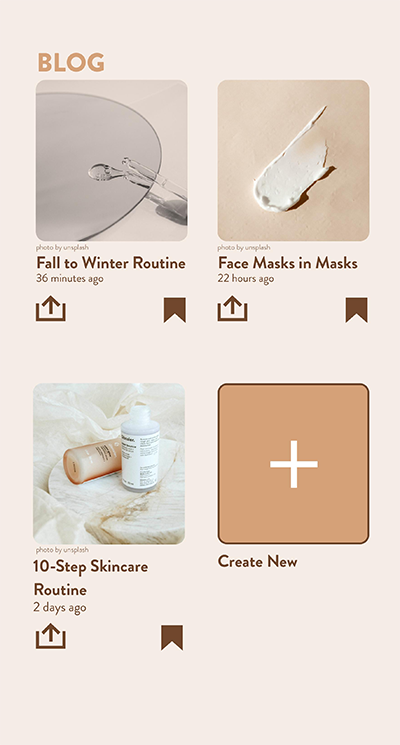 BLOG
photo by unsplash
Fall to Winter Routine
36 minutes ago
photo by unsplash
Face Masks in Masks
22 hours ago
photo by unsplash
10-Step Skincare
Routine
2 days ago
Create New